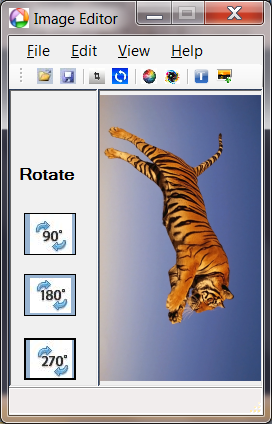 Image Editor
File Edit View Help
Rotate
90°
180°
270°